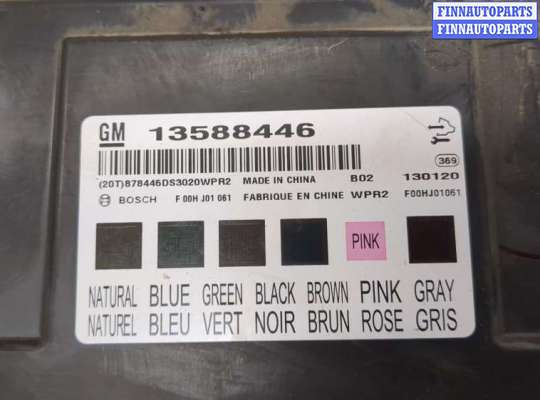 FINNAUTOPARTS
FINNAUTOPARTS
GM 13588446
369
(20T)878446DS3020WPR2 MADE IN CHINA B02 130120
BOSCH F 00H J01 061 FABRIQUE EN CHINE WPR2 F00HJ01061
PINK
NATURAL BLUE GREEN BLACK BROWN PINK GRAY
NATUREL BLEU VERT NOIR BRUN ROSE GRIS